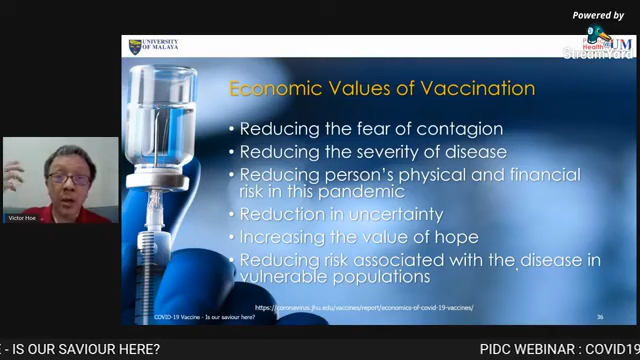 Powered by
StreamYard
UNIVERSITY
OF MALAYA
Health
UM
Economic Values of Vaccination
• Reducing the fear of contagion
• Reducing the severity of disease
• Reducing person's physical and financial
risk in this pandemic
• Reduction in uncertainty
• Increasing the value of hope
• Reducing risk associated with the disease in
vulnerable populations
Victor Hoe
https://coronavirus.jhu.edu/vaccines/report/economics-of-covid-19-vaccines/
COVID-19 Vaccine - Is our saviour here?
36
E - IS OUR SAVIOUR HERE?
PIDC WEBINAR : COVID19